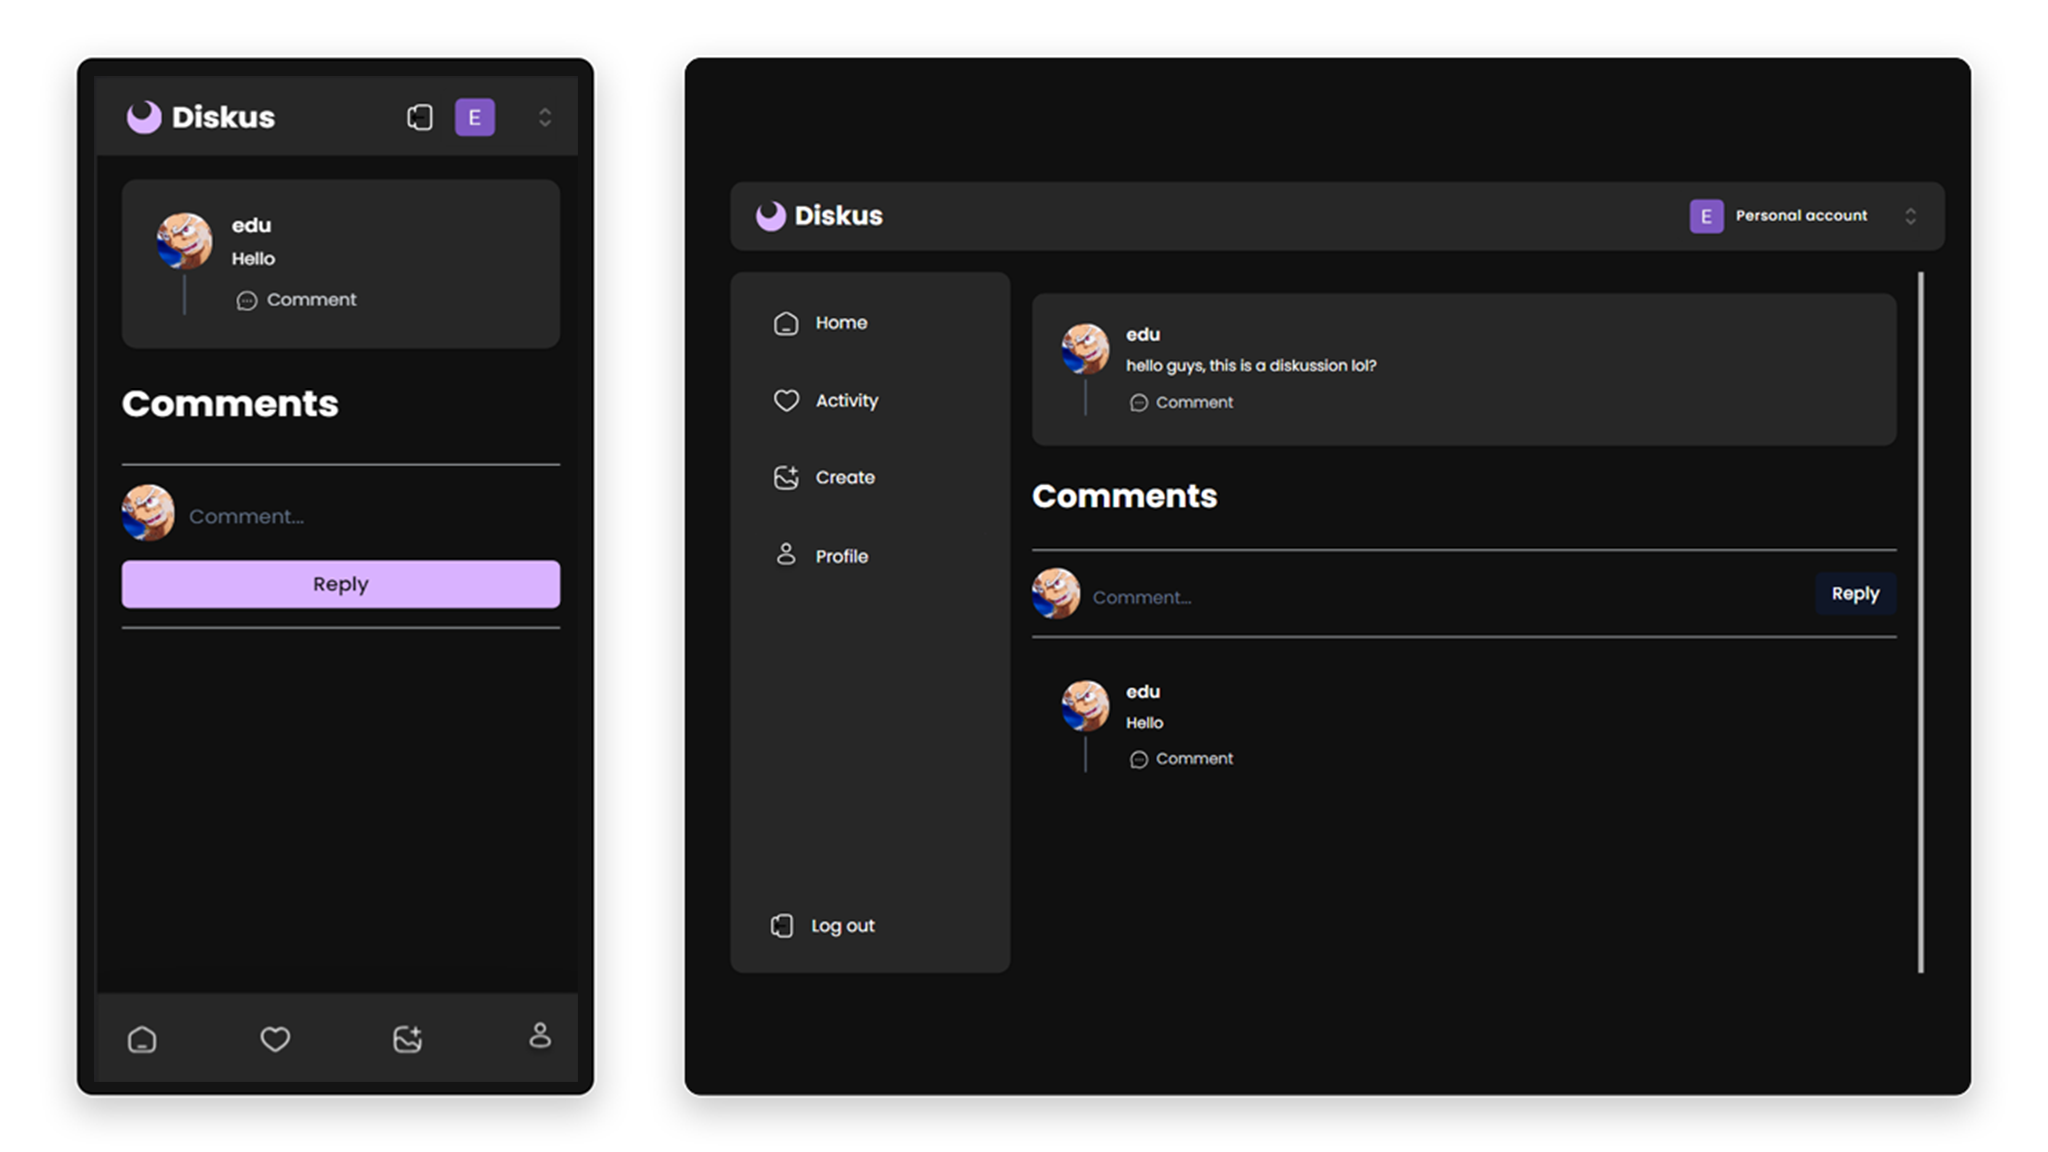 Diskus
E
edu
Hello
Comment
Comments
Comment...
Reply
Diskus
E Personal account
Home
Activity
Create
Profile
Log out
edu
hello guys, this is a diskussion lol?
Comment
Comments
Comment...
Reply
edu
Hello
Comment